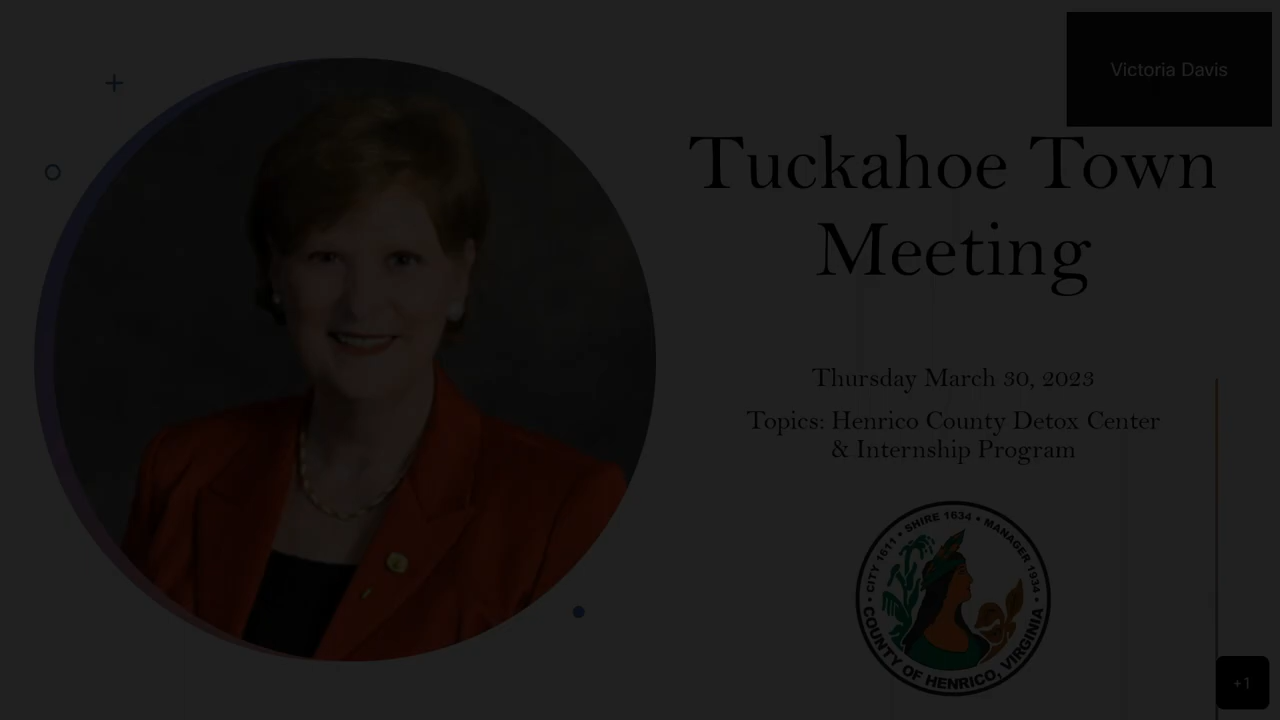 Victoria Davis
Tuckahoe Town
Meeting
Thursday March 30, 2023
Topics: Henrico County Detox Center
& Internship Program
• CITY 1611 • SHIRE 1634 • MANAGER 1934 •
COUNTY OF HENRICO, VIRGINIA
+1